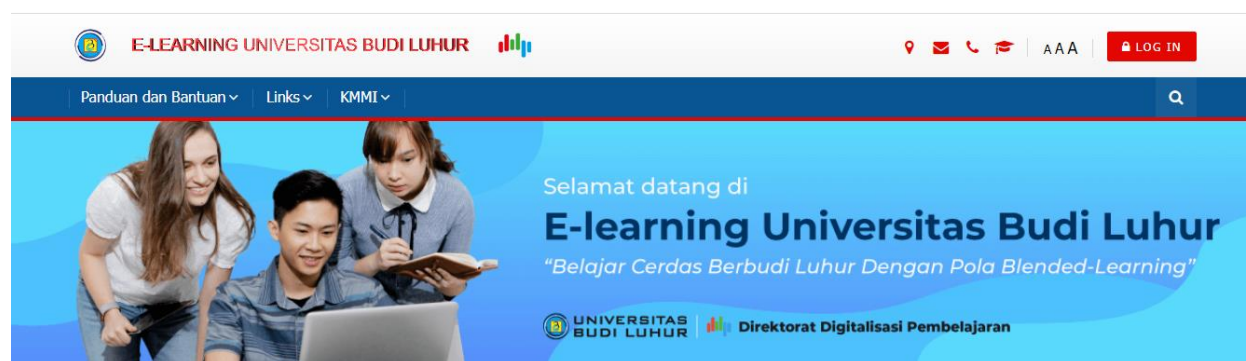 E-LEARNING UNIVERSITAS BUDI LUHUR
A A A LOG IN
Panduan dan Bantuan Links KMMI
Selamat datang di
E-learning Universitas Budi Luhur
"Belajar Cerdas Berbudi Luhur Dengan Pola Blended-Learning"
UNIVERSITAS
BUDI LUHUR
Direktorat Digitalisasi Pembelajaran